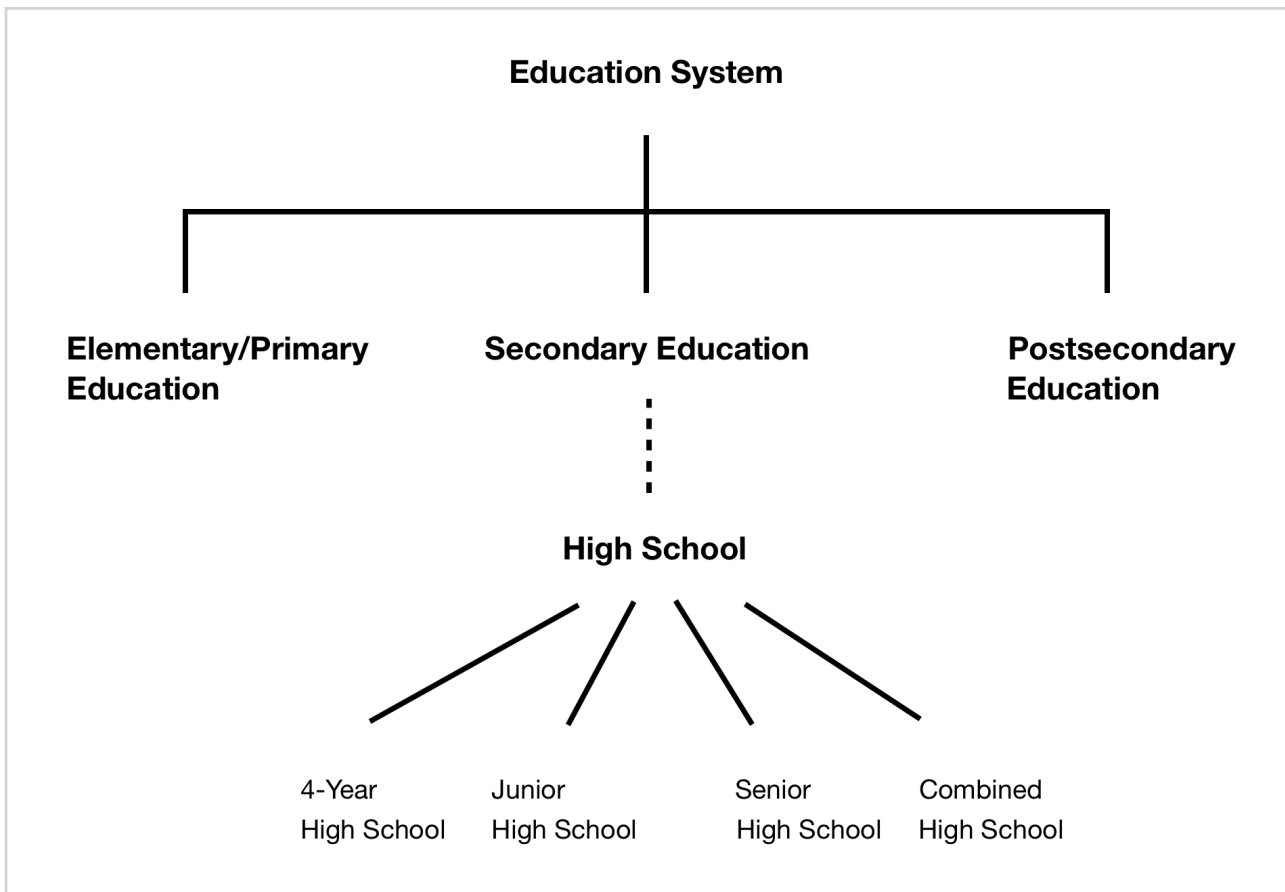 Education System
Elementary/Primary
Education
Secondary Education
Postsecondary
Education
High School
4-Year
High School
Junior
High School
Senior
High School
Combined
High School